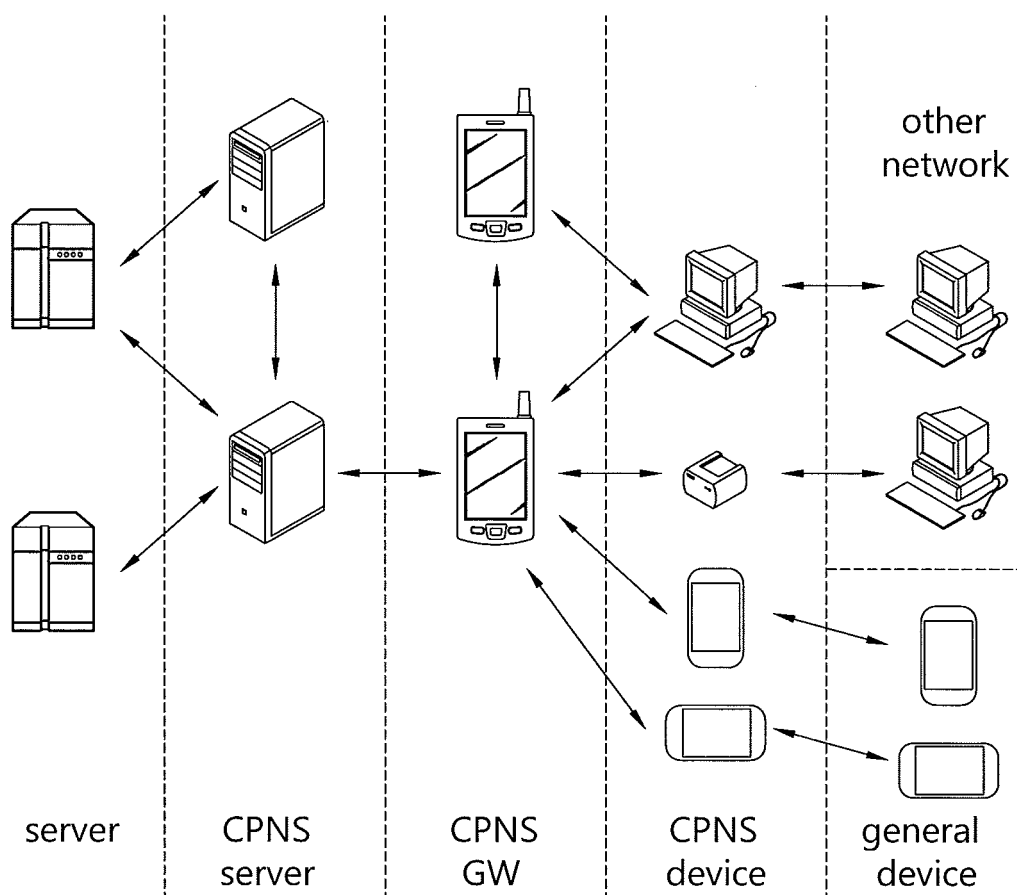 other
network
server
CPNS
server
CPNS
GW
CPNS
device
general
device